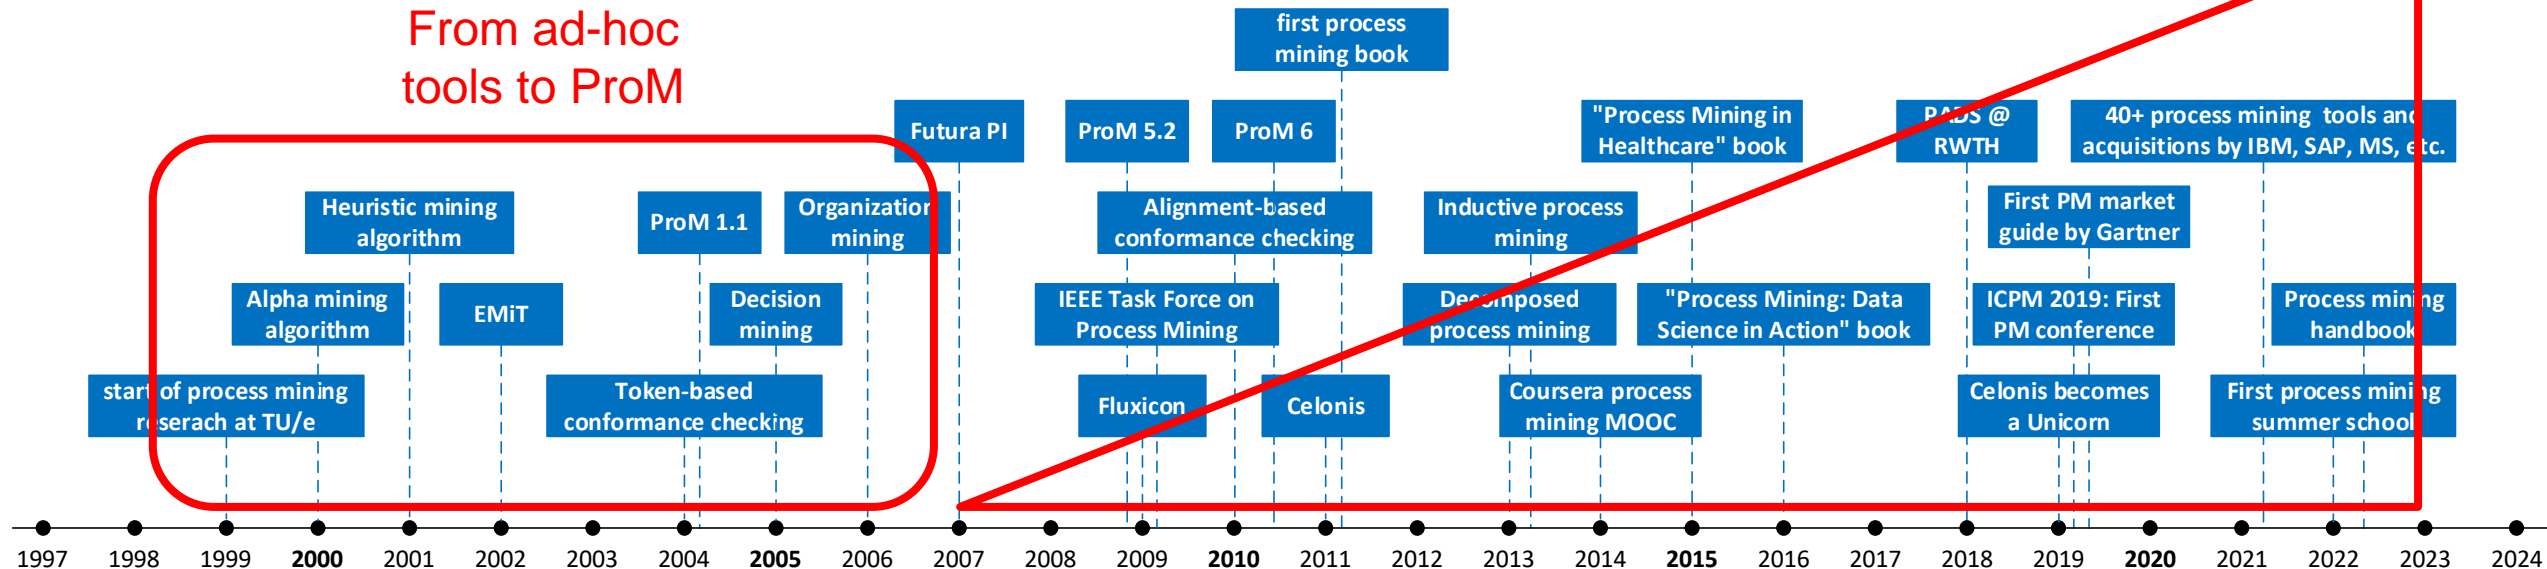 From ad-hoc
tools to ProM
first process
mining book
Futura PI
ProM 5.2
ProM 6
"Process Mining in
Healthcare" book
PADS @
RWTH
40+ process mining tools and
acquisitions by IBM, SAP, MS, etc.
Heuristic mining
algorithm
ProM 1.1
Organization
mining
Alignment-based
conformance checking
Inductive process
mining
First PM market
guide by Gartner
Alpha mining
algorithm
EMiT
Decision
mining
IEEE Task Force on
Process Mining
Decomposed
process mining
"Process Mining: Data
Science in Action" book
ICPM 2019: First
PM conference
Process mining
handbook
start of process mining
reserach at TU/e
Token-based
conformance checking
Fluxicon
Celonis
Coursera process
mining MOOC
Celonis becomes
a Unicorn
First process mining
summer school
1997 1998 1999 2000 2001 2002 2003 2004 2005 2006 2007 2008 2009 2010 2011 2012 2013 2014 2015 2016 2017 2018 2019 2020 2021 2022 2023 2024